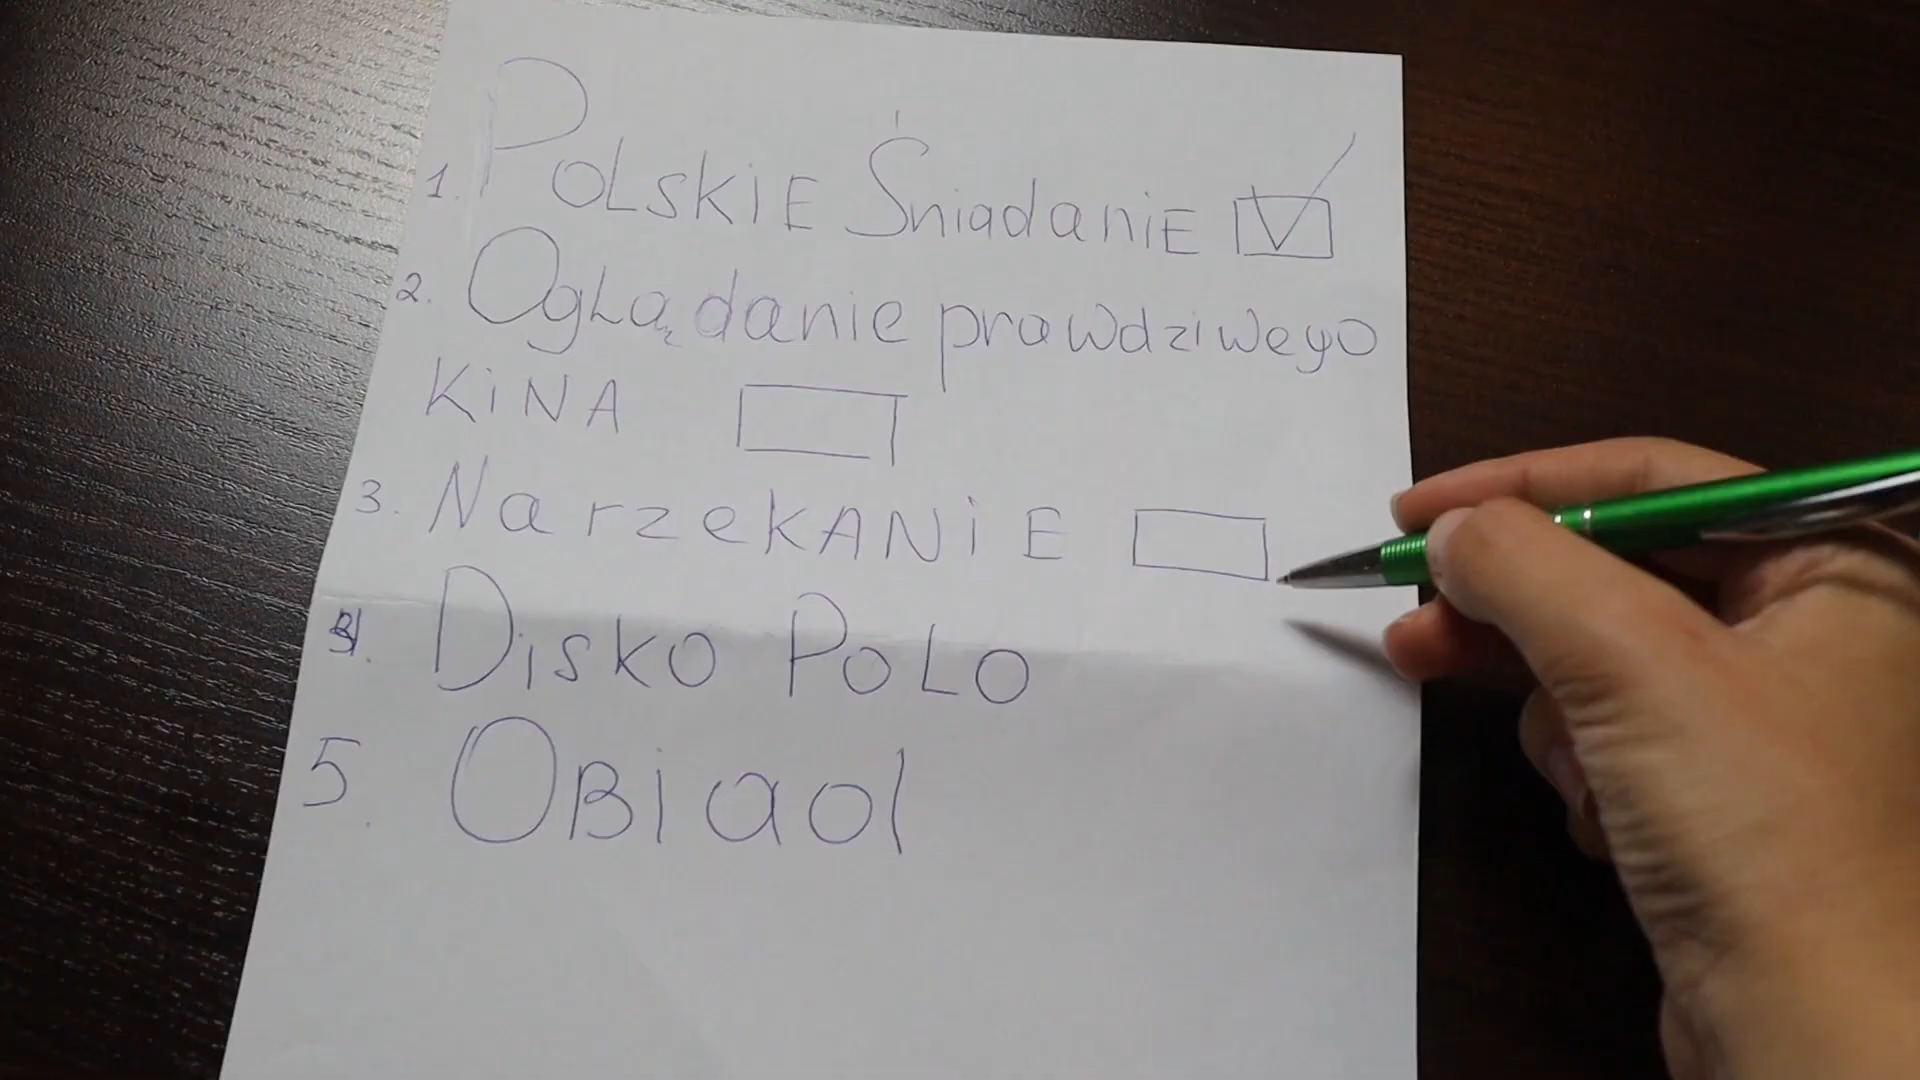 1. POLSKiE ŚniadaniE
2. OgLądanie prawdziwego
KiNA
3. NarzeKANiE
4. Disko PoLo
5. OBiad